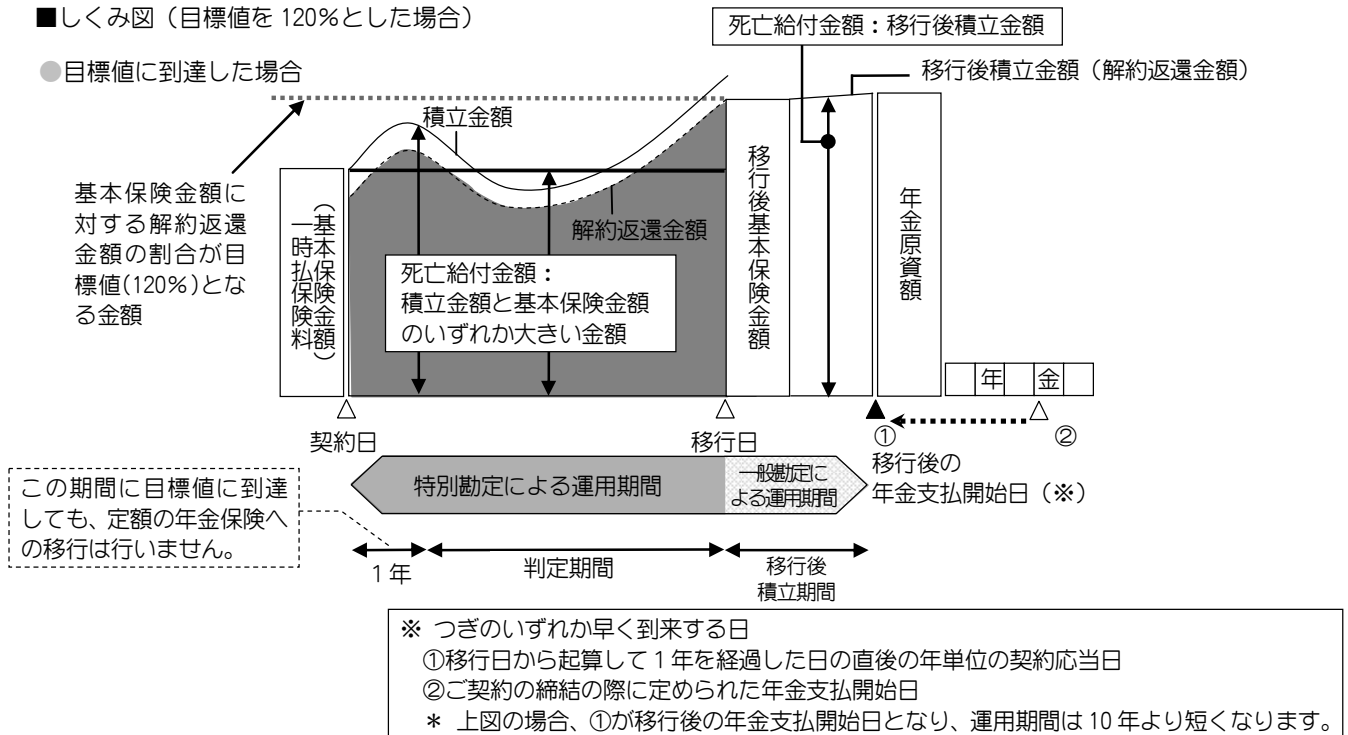 ■しくみ図（目標値を 120％とした場合）
●目標値に到達した場合
死亡給付金額：移行後積立金額
移行後積立金額（解約返還金額）
積立金額
基本保険金額に
対する解約返還
金額の割合が目
標値(120％)とな
る金額
一時払保険料
（基本保険金額）
解約返還金額
死亡給付金額：
積立金額と基本保険金額
のいずれか大きい金額
移行後基本保険金額
年金原資額
年 金
契約日
移行日
①
②
移行後の
年金支払開始日（※）
特別勘定による運用期間
一般勘定に
よる運用期間
この期間に目標値に到達
しても、定額の年金保険へ
の移行は行いません。
1 年
判定期間
移行後
積立期間
※ つぎのいずれか早く到来する日
①移行日から起算して 1 年を経過した日の直後の年単位の契約応当日
②ご契約の締結の際に定められた年金支払開始日
＊ 上図の場合、①が移行後の年金支払開始日となり、運用期間は 10 年より短くなります。